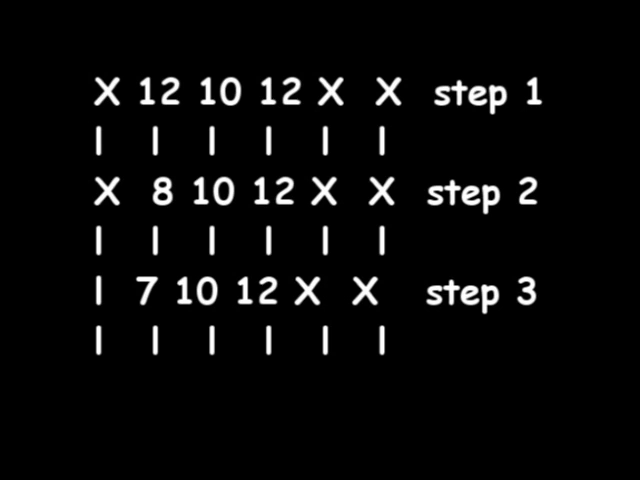 X 12 10 12 X X step 1
| | | | | |
X 8 10 12 X X step 2
| | | | | |
| 7 10 12 X X step 3
| | | | | |